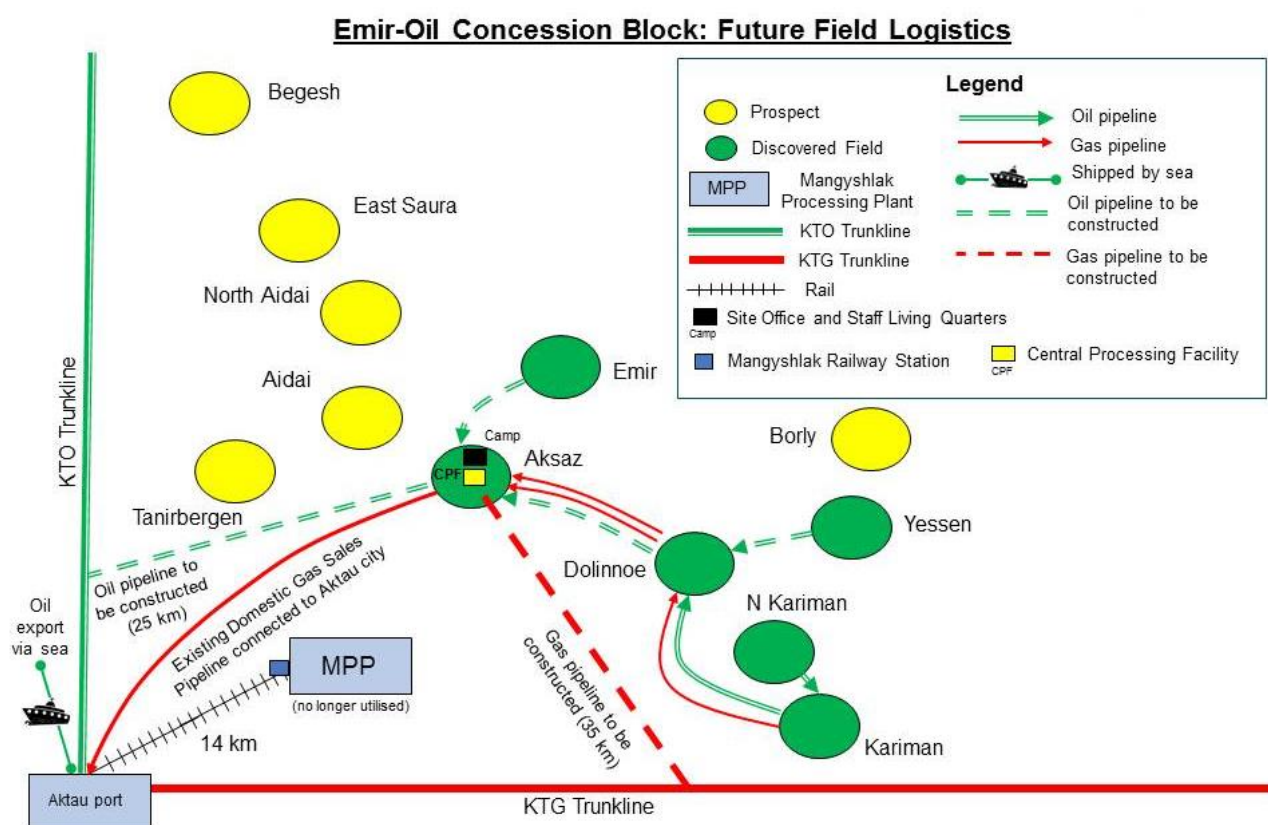 Emir-Oil Concession Block: Future Field Logistics
Begesh
East Saura
North Aidai
Aidai
Tanirbergen
Emir
Camp
Aksaz
CPF
Borly
Yessen
Dolinnoe
N Kariman
Kariman
KTO Trunkline
Oil pipeline to
be constructed
(25 km)
Existing Domestic Gas Sales
Pipeline connected to Aktau city
Gas pipeline to be
constructed (35 km)
Oil
export
via sea
MPP
(no longer utilised)
14 km
Aktau port
KTG Trunkline
Legend
Prospect
Discovered Field
MPP
Mangyshlak
Processing Plant
KTO Trunkline
KTG Trunkline
Rail
Site Office and Staff Living Quarters
Camp
Mangyshlak Railway Station
Oil pipeline
Gas pipeline
Shipped by sea
Oil pipeline to be
constructed
Gas pipeline to be
constructed
Central Processing Facility
CPF